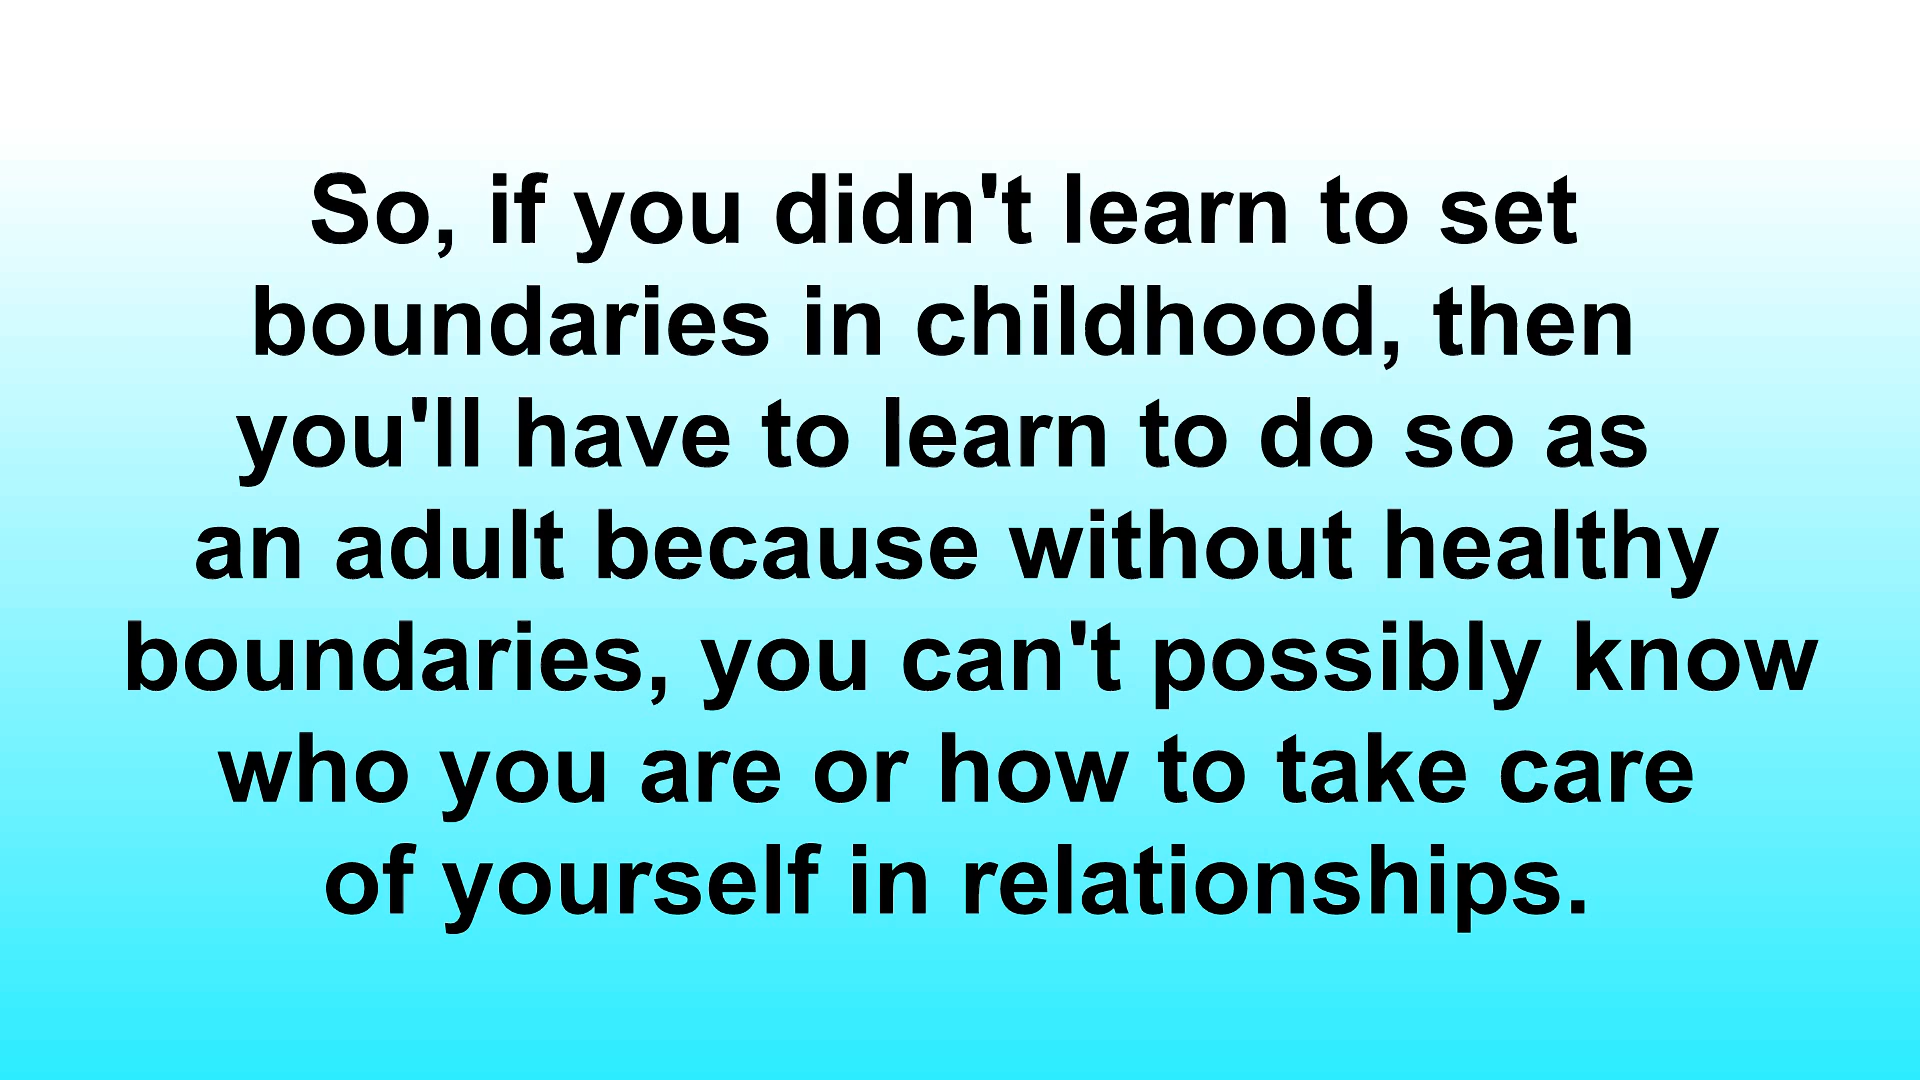 So, if you didn't learn to set
boundaries in childhood, then
you'll have to learn to do so as
an adult because without healthy
boundaries, you can't possibly know
who you are or how to take care
of yourself in relationships.